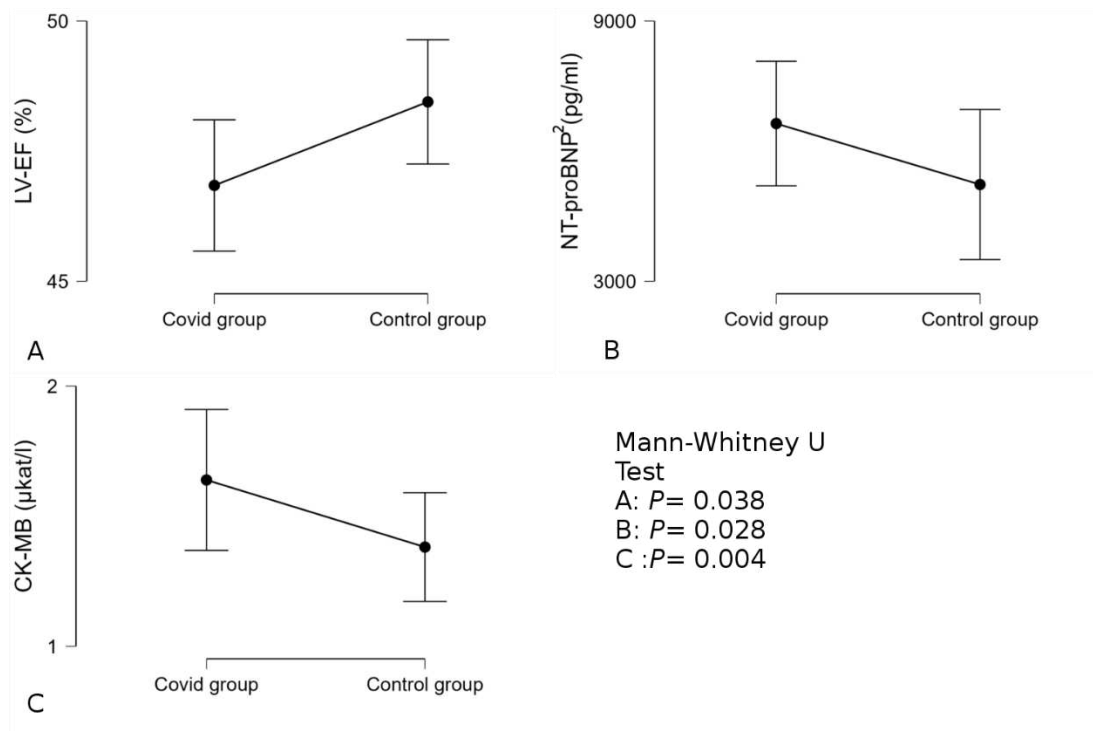 50
LV-EF (%)
45
Covid group Control group
A
9000
NT-proBNP²(pg/ml)
3000
Covid group Control group
B
2
CK-MB (µkat/l)
1
Covid group Control group
C
Mann-Whitney U
Test
A: P= 0.038
B: P= 0.028
C :P= 0.004